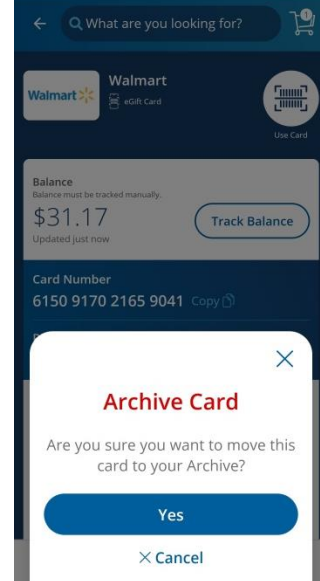 What are you looking for?
1
Walmart
Walmart
eGift Card
Use Card
Balance
Balance must be tracked manually.
$31.17
Track Balance
Updated just now
Card Number
6150 9170 2165 9041 Copy
Archive Card
Are you sure you want to move this
card to your Archive?
Yes
Cancel